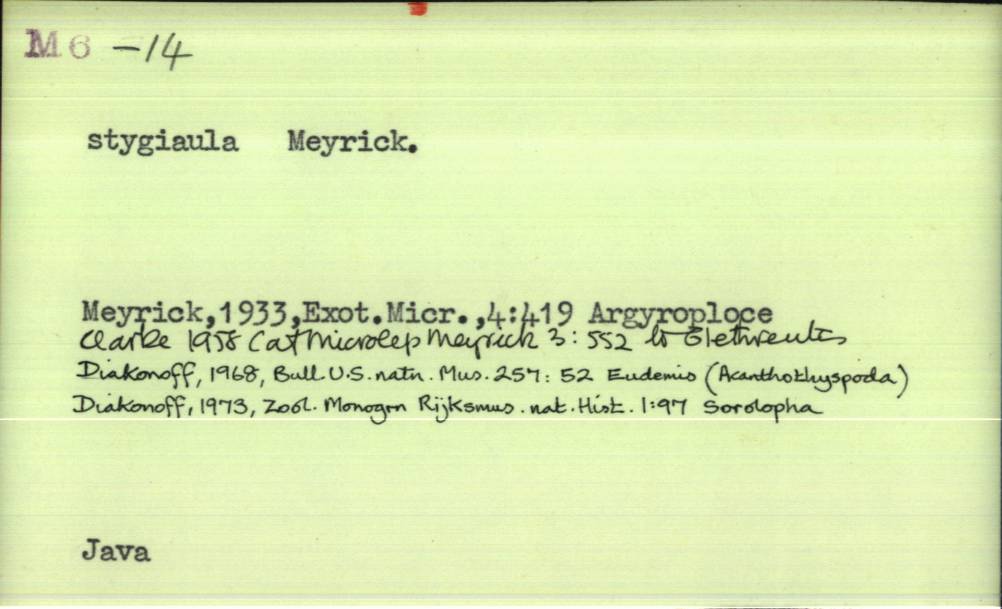 M6 -14
stygiaula Meyrick.
Meyrick,1933,Exot.Micr.,4:419 Argyroploce
Clarke 1958 Cat Microlep Meyrick 3: 552 to Olethreutes
Diakonoff, 1968, Bull U.S. natn. Mus. 257: 52 Eudemis (Acanthothyspoda)
Diakonoff, 1973, Zool. Monogrn Rijksmus. nat. Hist. 1:97 Sorolopha
Java